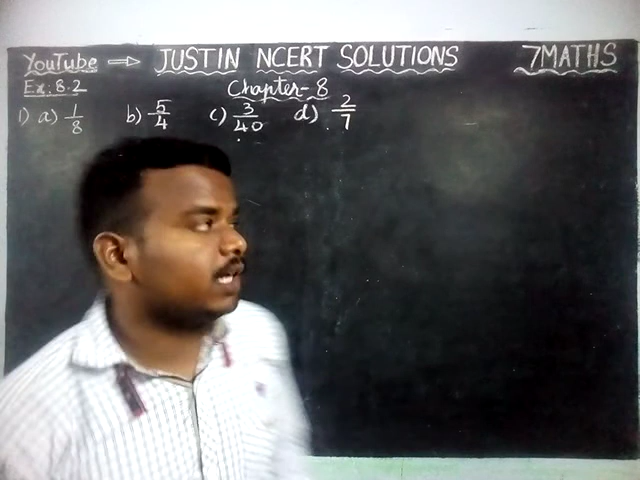 YouTube ⇒ JUSTIN NCERT SOLUTIONS 7MATHS
Ex: 8.2 Chapter-8
1) a) 1/8 b) 5/4 c) 3/40 d) 2/7